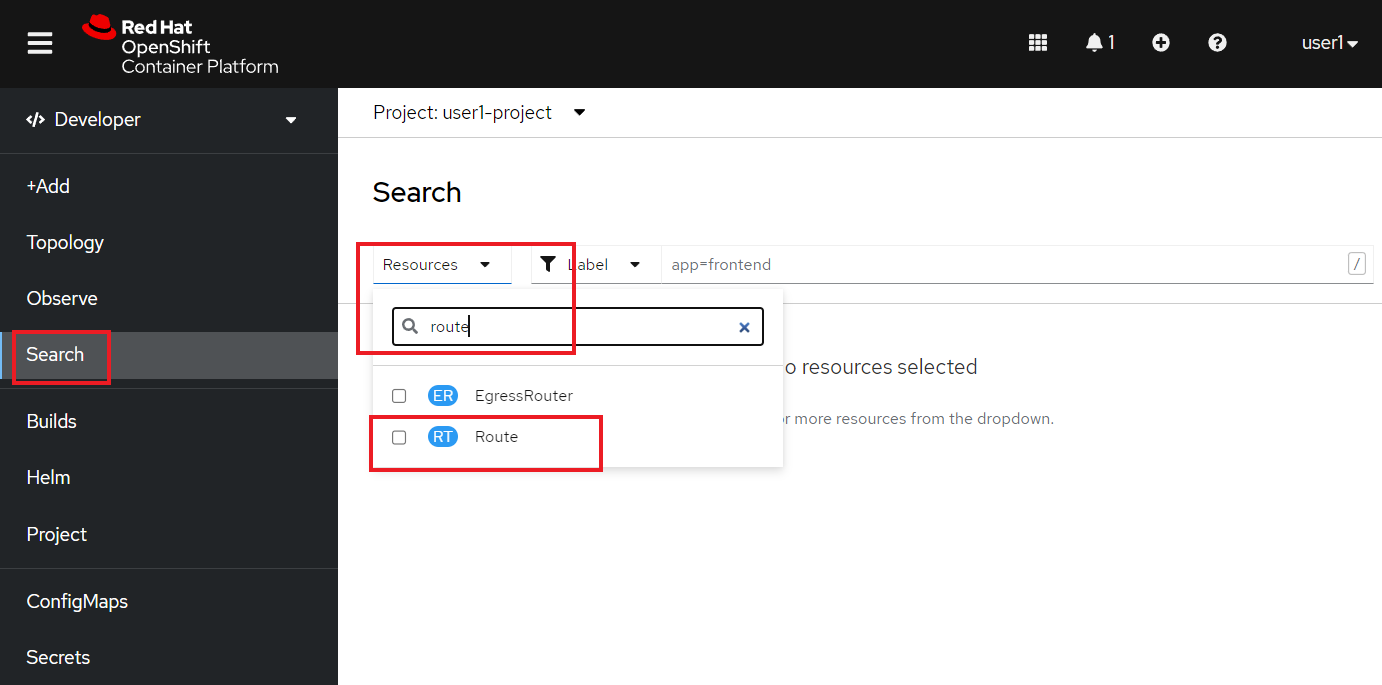 Red Hat
OpenShift
Container Platform
1
user1
Developer
Project: user1-project
+Add
Topology
Observe
Search
Builds
Helm
Project
ConfigMaps
Secrets
Search
Resources
Label
app=frontend
/
route
ER EgressRouter
RT Route
o resources selected
r more resources from the dropdown.